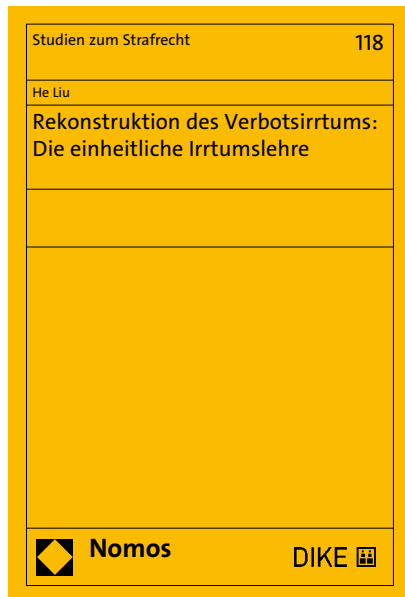 Studien zum Strafrecht 118
He Liu
Rekonstruktion des Verbotsirrtums:
Die einheitliche Irrtumslehre
Nomos
DIKE